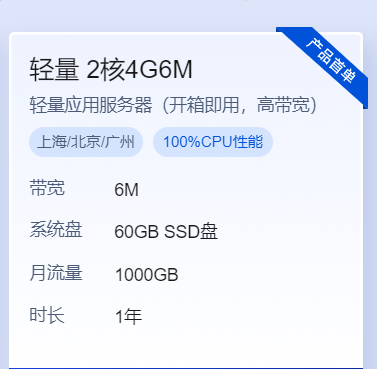 产品首单
轻量 2核4G6M
轻量应用服务器（开箱即用，高带宽）
上海/北京/广州 100%CPU性能
带宽 6M
系统盘 60GB SSD盘
月流量 1000GB
时长 1年